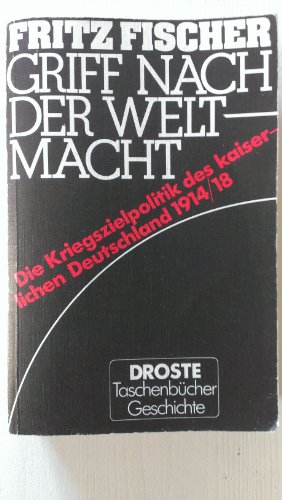 FRITZ FISCHER
GRIFF NACH
DER WELT-
MACHT
Die Kriegszielpolitik des kaiser-
lichen Deutschland 1914/18
DROSTE
Taschenbücher
Geschichte